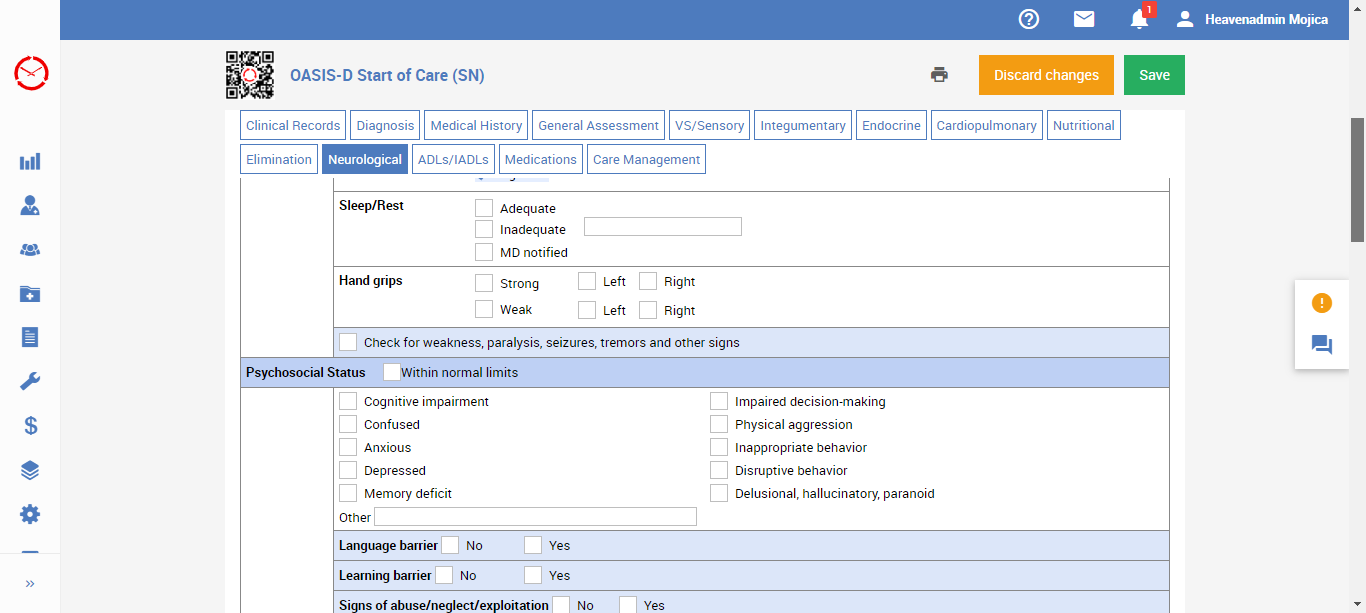 1
Heavenadmin Mojica
OASIS-D Start of Care (SN)
Discard changes
Save
Clinical Records
Diagnosis
Medical History
General Assessment
VS/Sensory
Integumentary
Endocrine
Cardiopulmonary
Nutritional
Elimination
Neurological
ADLs/IADLs
Medications
Care Management
Sleep/Rest
Adequate
Inadequate
MD notified
Hand grips
Strong Left Right
Weak Left Right
Check for weakness, paralysis, seizures, tremors and other signs
Psychosocial Status Within normal limits
Cognitive impairment Impaired decision-making
Confused Physical aggression
Anxious Inappropriate behavior
Depressed Disruptive behavior
Memory deficit Delusional, hallucinatory, paranoid
Other
Language barrier No Yes
Learning barrier No Yes
Signs of abuse/neglect/exploitation No Yes